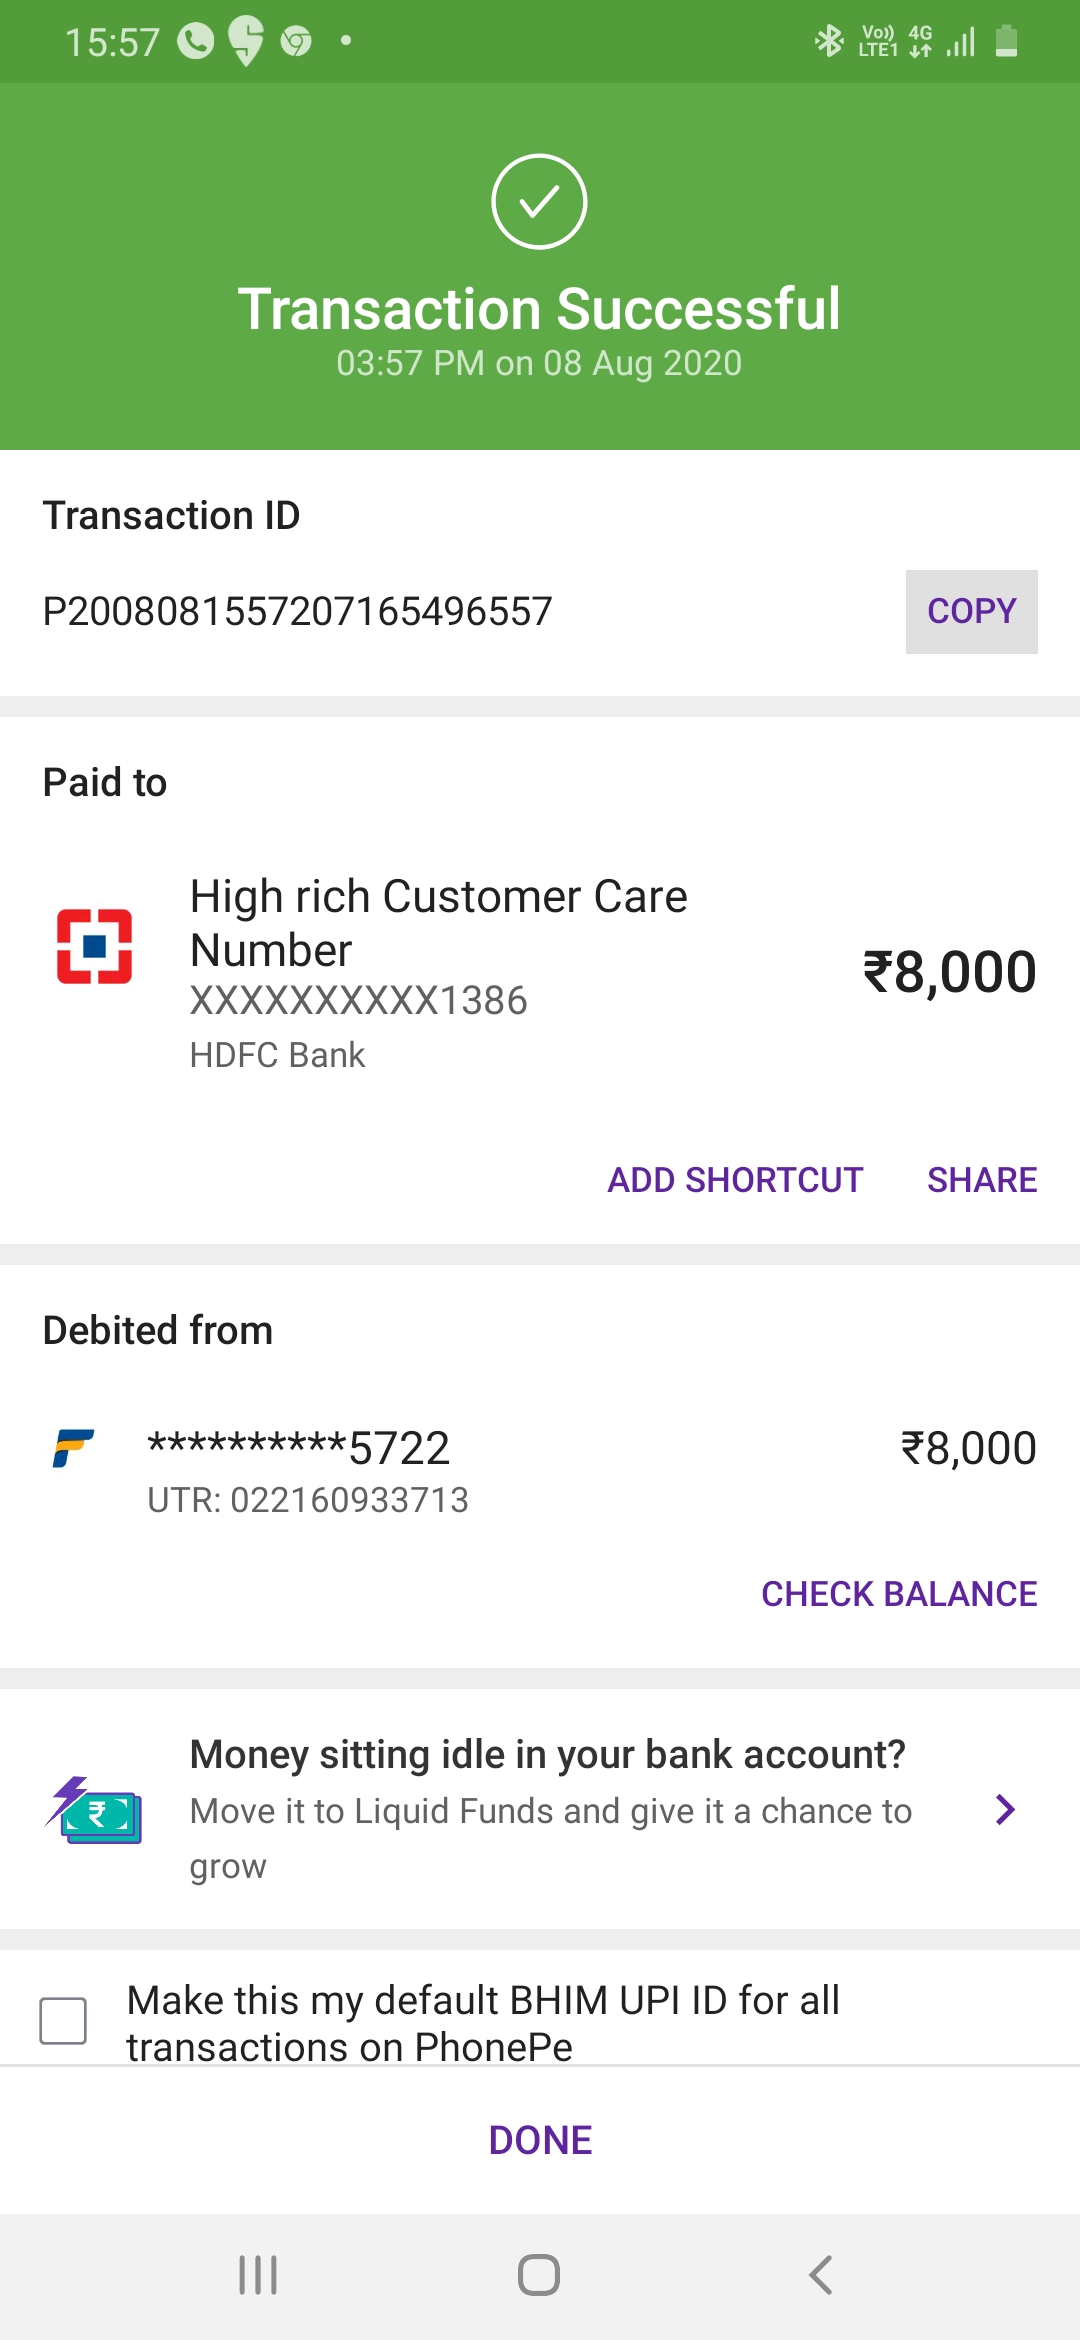 15:57
Vo)) LTE1 4G
Transaction Successful
03:57 PM on 08 Aug 2020
Transaction ID
P2008081557207165496557
COPY
Paid to
High rich Customer Care
Number
XXXXXXXXXX1386
HDFC Bank
₹8,000
ADD SHORTCUT
SHARE
Debited from
**********5722
₹8,000
UTR: 022160933713
CHECK BALANCE
Money sitting idle in your bank account?
Move it to Liquid Funds and give it a chance to
grow
Make this my default BHIM UPI ID for all
transactions on PhonePe
DONE